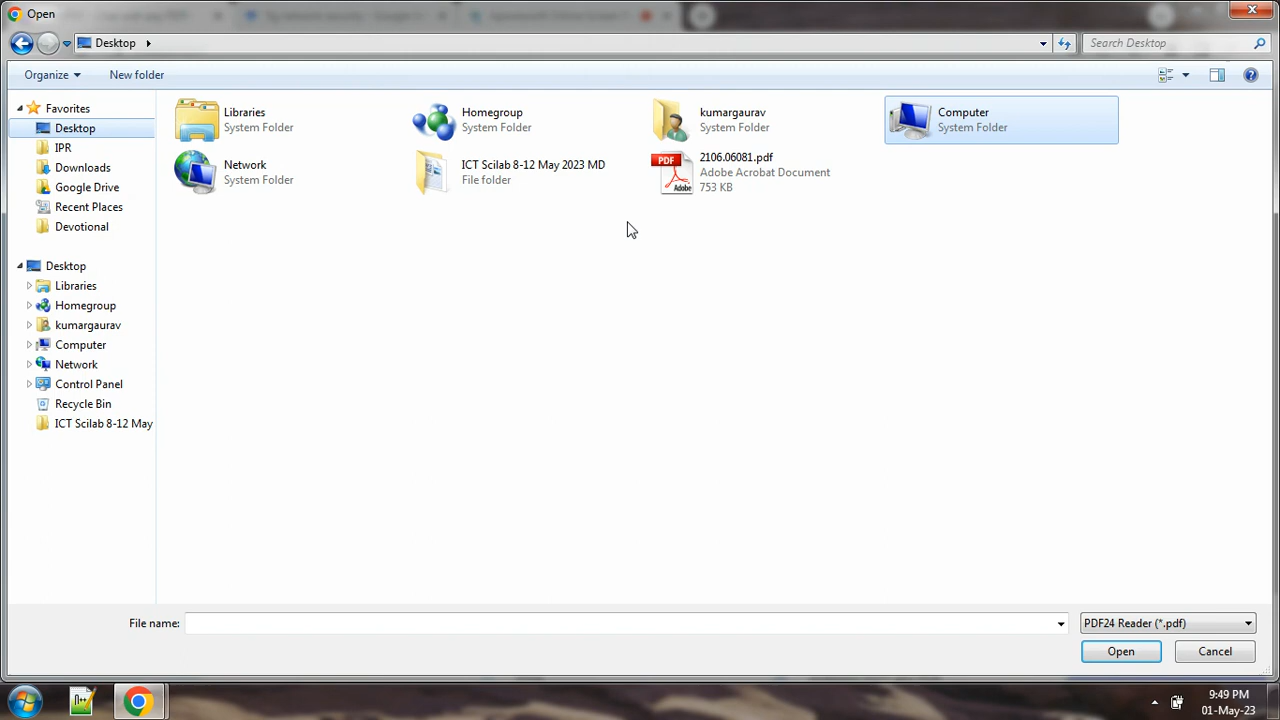 Open
Desktop
Search Desktop
Organize
New folder
Favorites
Desktop
IPR
Downloads
Google Drive
Recent Places
Devotional
Desktop
Libraries
Homegroup
kumargaurav
Computer
Network
Control Panel
Recycle Bin
ICT Scilab 8-12 May
Libraries
System Folder
Homegroup
System Folder
kumargaurav
System Folder
Computer
System Folder
Network
System Folder
ICT Scilab 8-12 May 2023 MD
File folder
PDF
Adobe
2106.06081.pdf
Adobe Acrobat Document
753 KB
File name:
PDF24 Reader (*.pdf)
Open
Cancel
9:49 PM
01-May-23